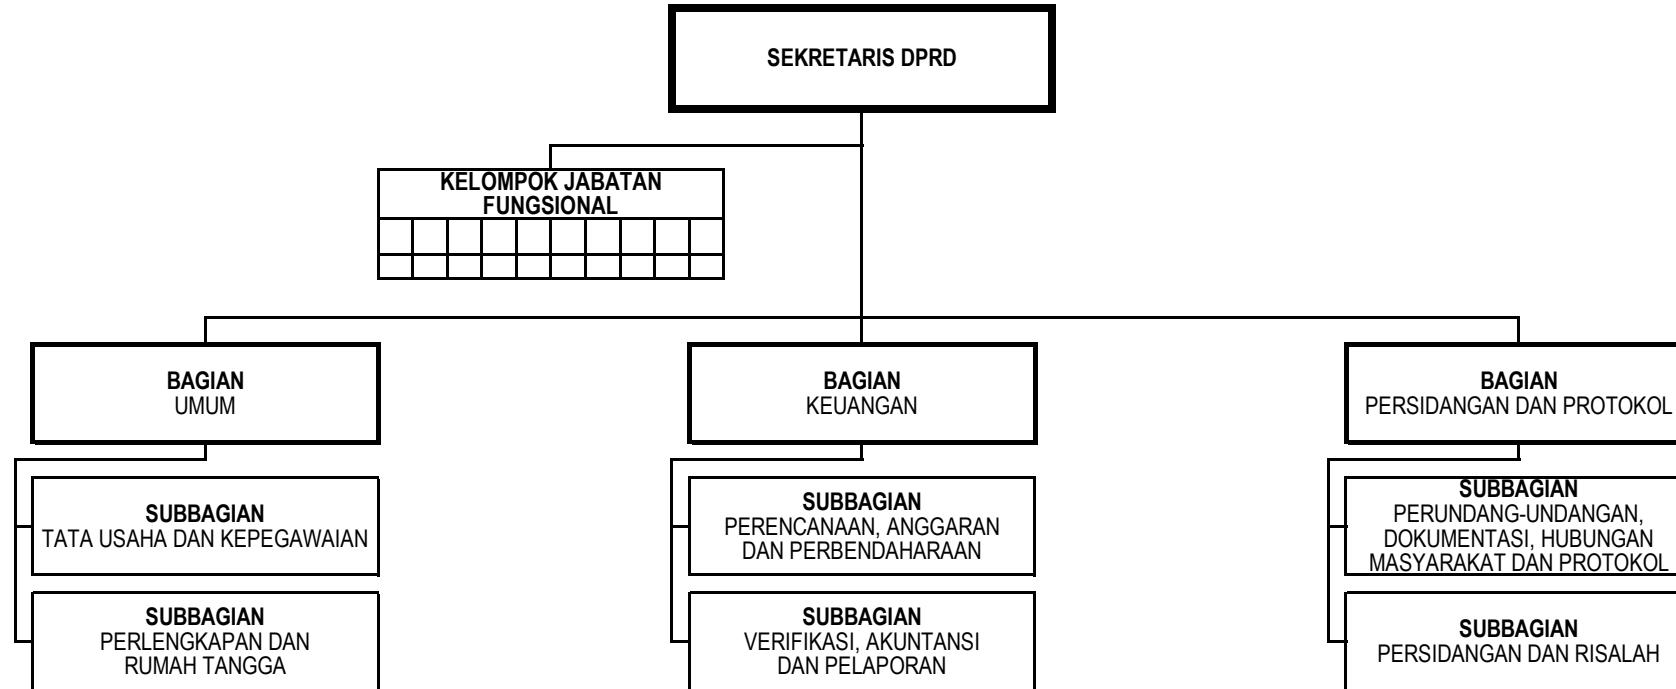 SEKRETARIS DPRD
KELOMPOK JABATAN
FUNGSIONAL
BAGIAN
UMUM
BAGIAN
KEUANGAN
BAGIAN
PERSIDANGAN DAN PROTOKOL
SUBBAGIAN
TATA USAHA DAN KEPEGAWAIAN
SUBBAGIAN
PERENCANAAN, ANGGARAN
DAN PERBENDAHARAAN
SUBBAGIAN
PERUNDANG-UNDANGAN,
DOKUMENTASI, HUBUNGAN
MASYARAKAT DAN PROTOKOL
SUBBAGIAN
PERLENGKAPAN DAN
RUMAH TANGGA
SUBBAGIAN
VERIFIKASI, AKUNTANSI
DAN PELAPORAN
SUBBAGIAN
PERSIDANGAN DAN RISALAH